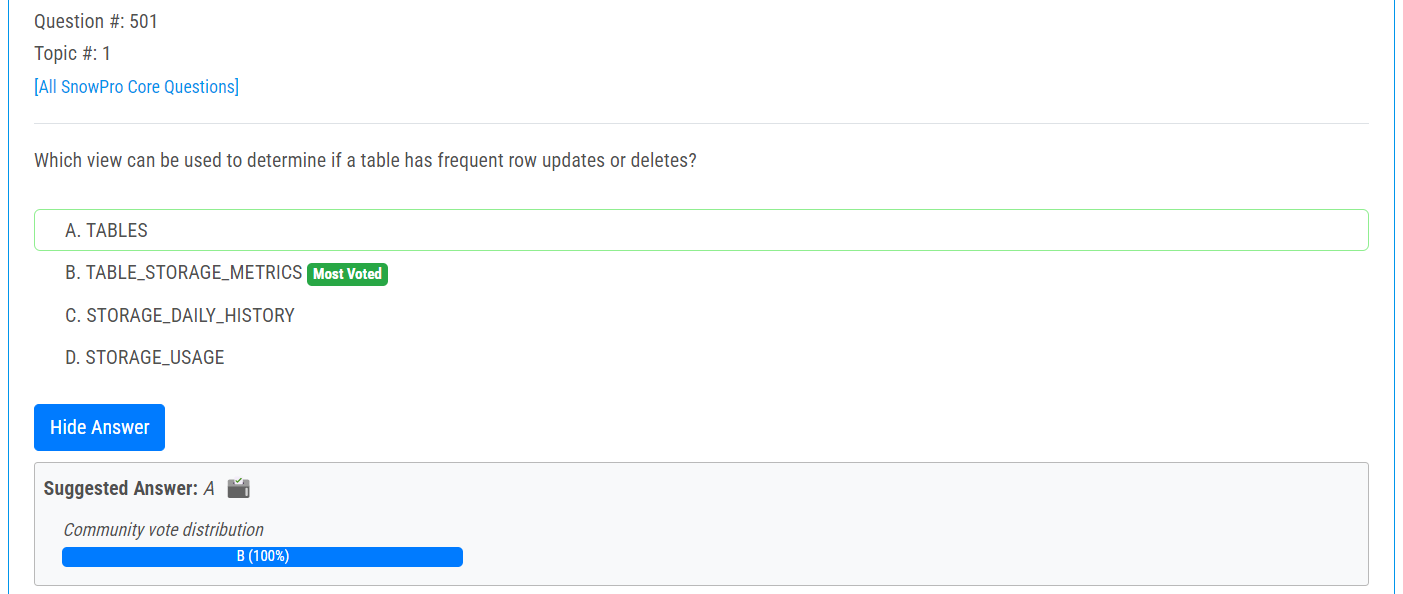 Question #: 501
Topic #: 1
[All SnowPro Core Questions]
Which view can be used to determine if a table has frequent row updates or deletes?
A. TABLES
B. TABLE_STORAGE_METRICS Most Voted
C. STORAGE_DAILY_HISTORY
D. STORAGE_USAGE
Hide Answer
Suggested Answer: A
Community vote distribution
B (100%)